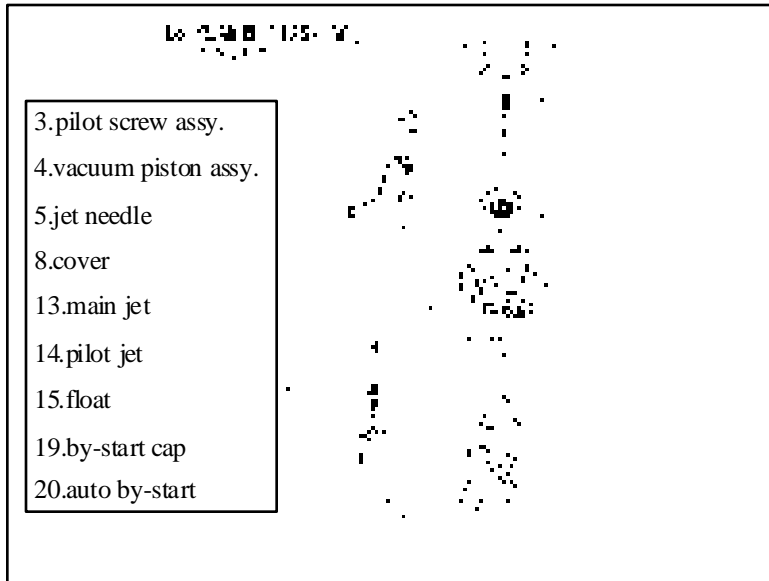 3.pilot screw assy.
4.vacuum piston assy.
5.jet needle
8.cover
13.main jet
14.pilot jet
15.float
19.by-start cap
20.auto by-start